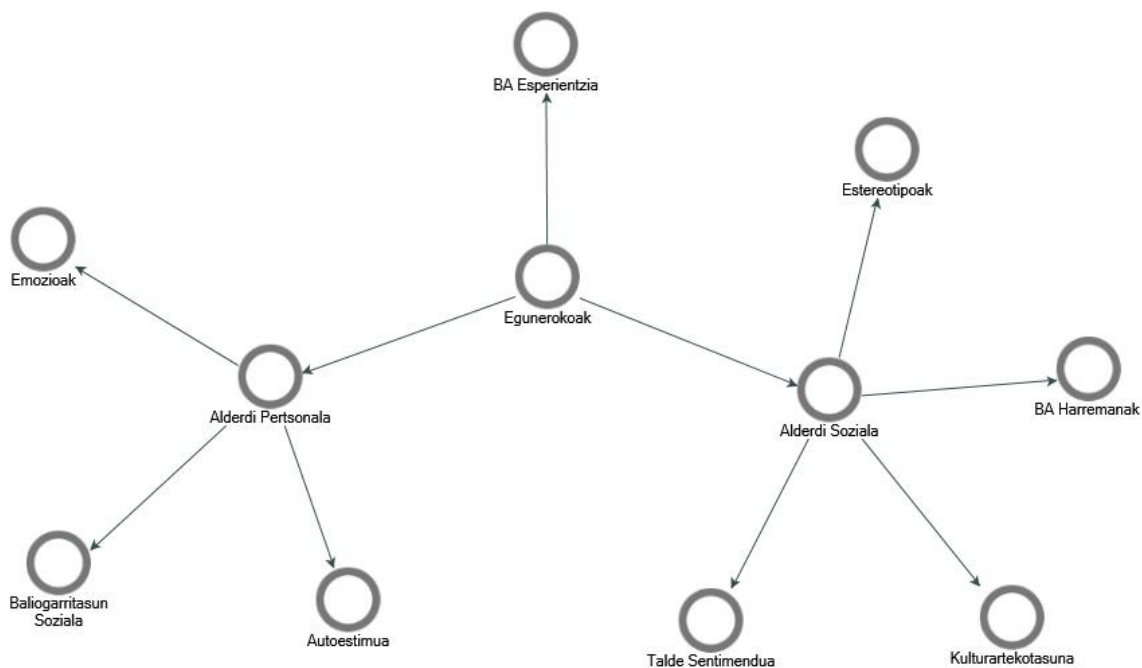 BA Esperientzia
Estereotipoak
Emozioak
Egunerokoak
BA Harremanak
Alderdi Pertsonala
Alderdi Soziala
Baliogarritasun
Soziala
Autoestimua
Talde Sentimendua
Kulturartekotasuna